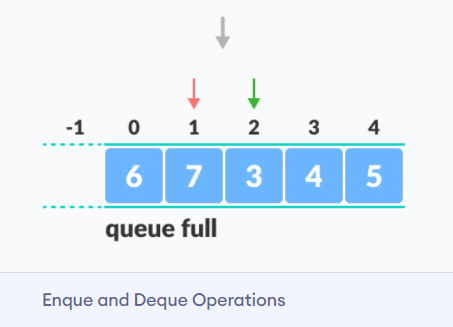 -1 0 1 2 3 4
6 7 3 4 5
queue full
Enque and Deque Operations